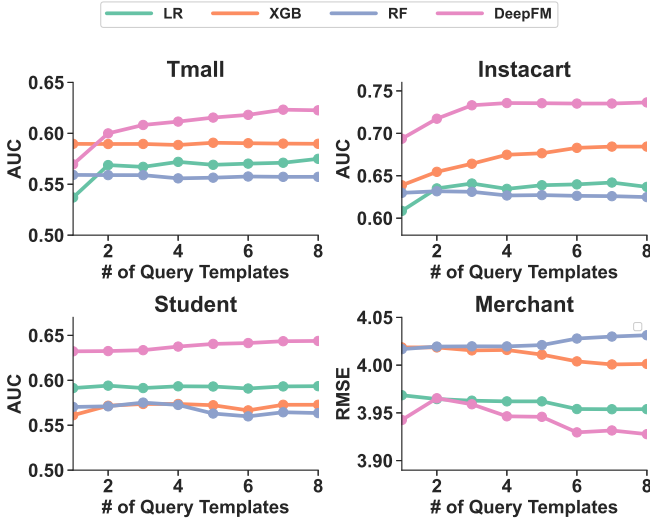 LR XGB RF DeepFM
Tmall
AUC
0.65
0.60
0.55
0.50
2 4 6 8
# of Query Templates
Instacart
AUC
0.75
0.70
0.65
0.60
2 4 6 8
# of Query Templates
Student
AUC
0.65
0.60
0.55
0.50
2 4 6 8
# of Query Templates
Merchant
RMSE
4.05
4.00
3.95
3.90
2 4 6 8
# of Query Templates